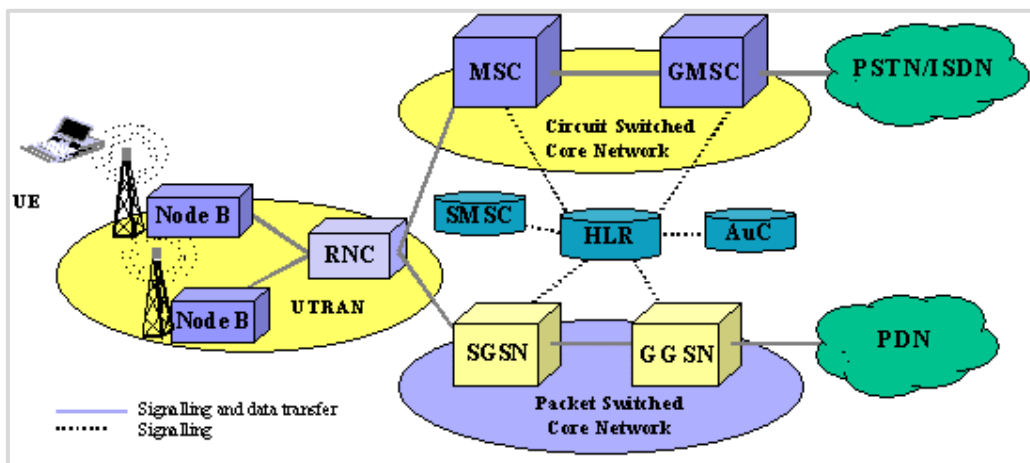 MSC
GMSC
PSTN/ISDN
Circuit Switched
Core Network
UE
Node B
SMSC
HLR
AuC
RNC
UTRAN
Node B
SGSN
GGSN
PDN
Signalling and data transfer
Signalling
Packet Switched
Core Network